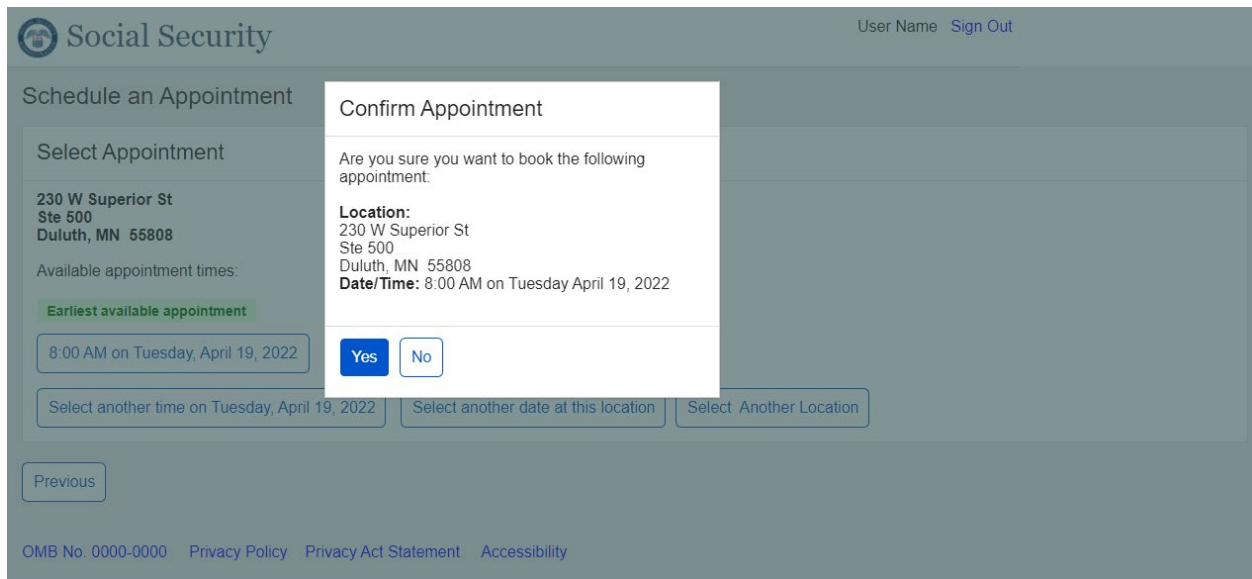 Social Security
User Name Sign Out
Schedule an Appointment
Select Appointment
230 W Superior St
Ste 500
Duluth, MN 55808
Available appointment times:
Earliest available appointment
8:00 AM on Tuesday, April 19, 2022
Select another time on Tuesday, April 19, 2022
Select another date at this location
Select Another Location
Confirm Appointment
Are you sure you want to book the following
appointment:
Location:
230 W Superior St
Ste 500
Duluth, MN 55808
Date/Time: 8:00 AM on Tuesday April 19, 2022
Yes
No
Previous
OMB No. 0000-0000 Privacy Policy Privacy Act Statement Accessibility